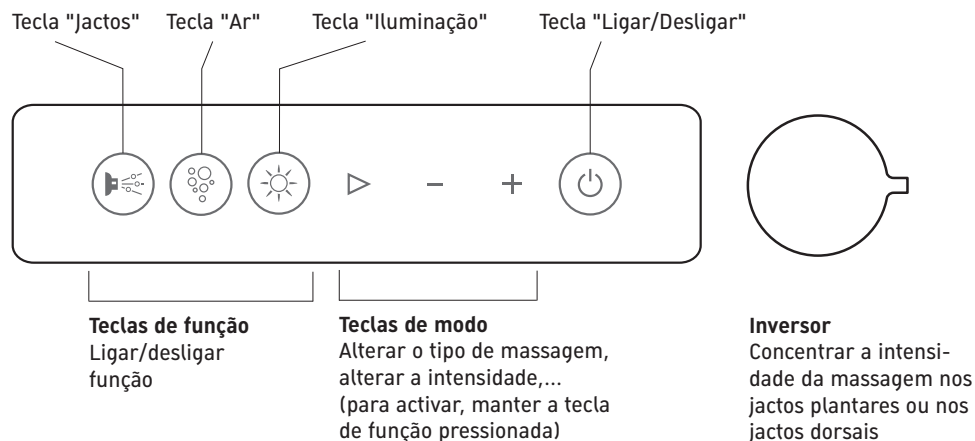 Tecla "Jactos" Tecla "Ar" Tecla "Iluminação" Tecla "Ligar/Desligar"
Teclas de função
Ligar/desligar
função
Teclas de modo
Alterar o tipo de massagem,
alterar a intensidade,...
(para activar, manter a tecla
de função pressionada)
Inversor
Concentrar a intensi-
dade da massagem nos
jactos plantares ou nos
jactos dorsais